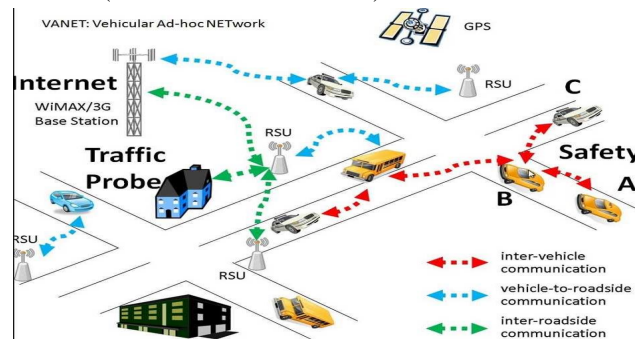 VANET: Vehicular Ad-hoc NETwork
GPS
Internet
WiMAX/3G
Base Station
RSU
C
RSU
Traffic
Probe
Safety
B
A
RSU
RSU
inter-vehicle
communication
vehicle-to-roadside
communication
inter-roadside
communication